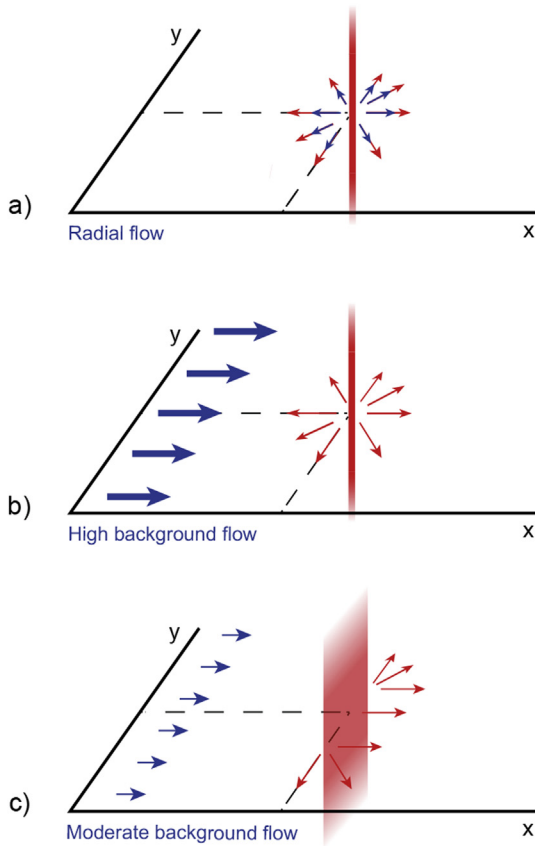 y
a)
Radial flow
x
y
b)
High background flow
x
y
c)
Moderate background flow
x